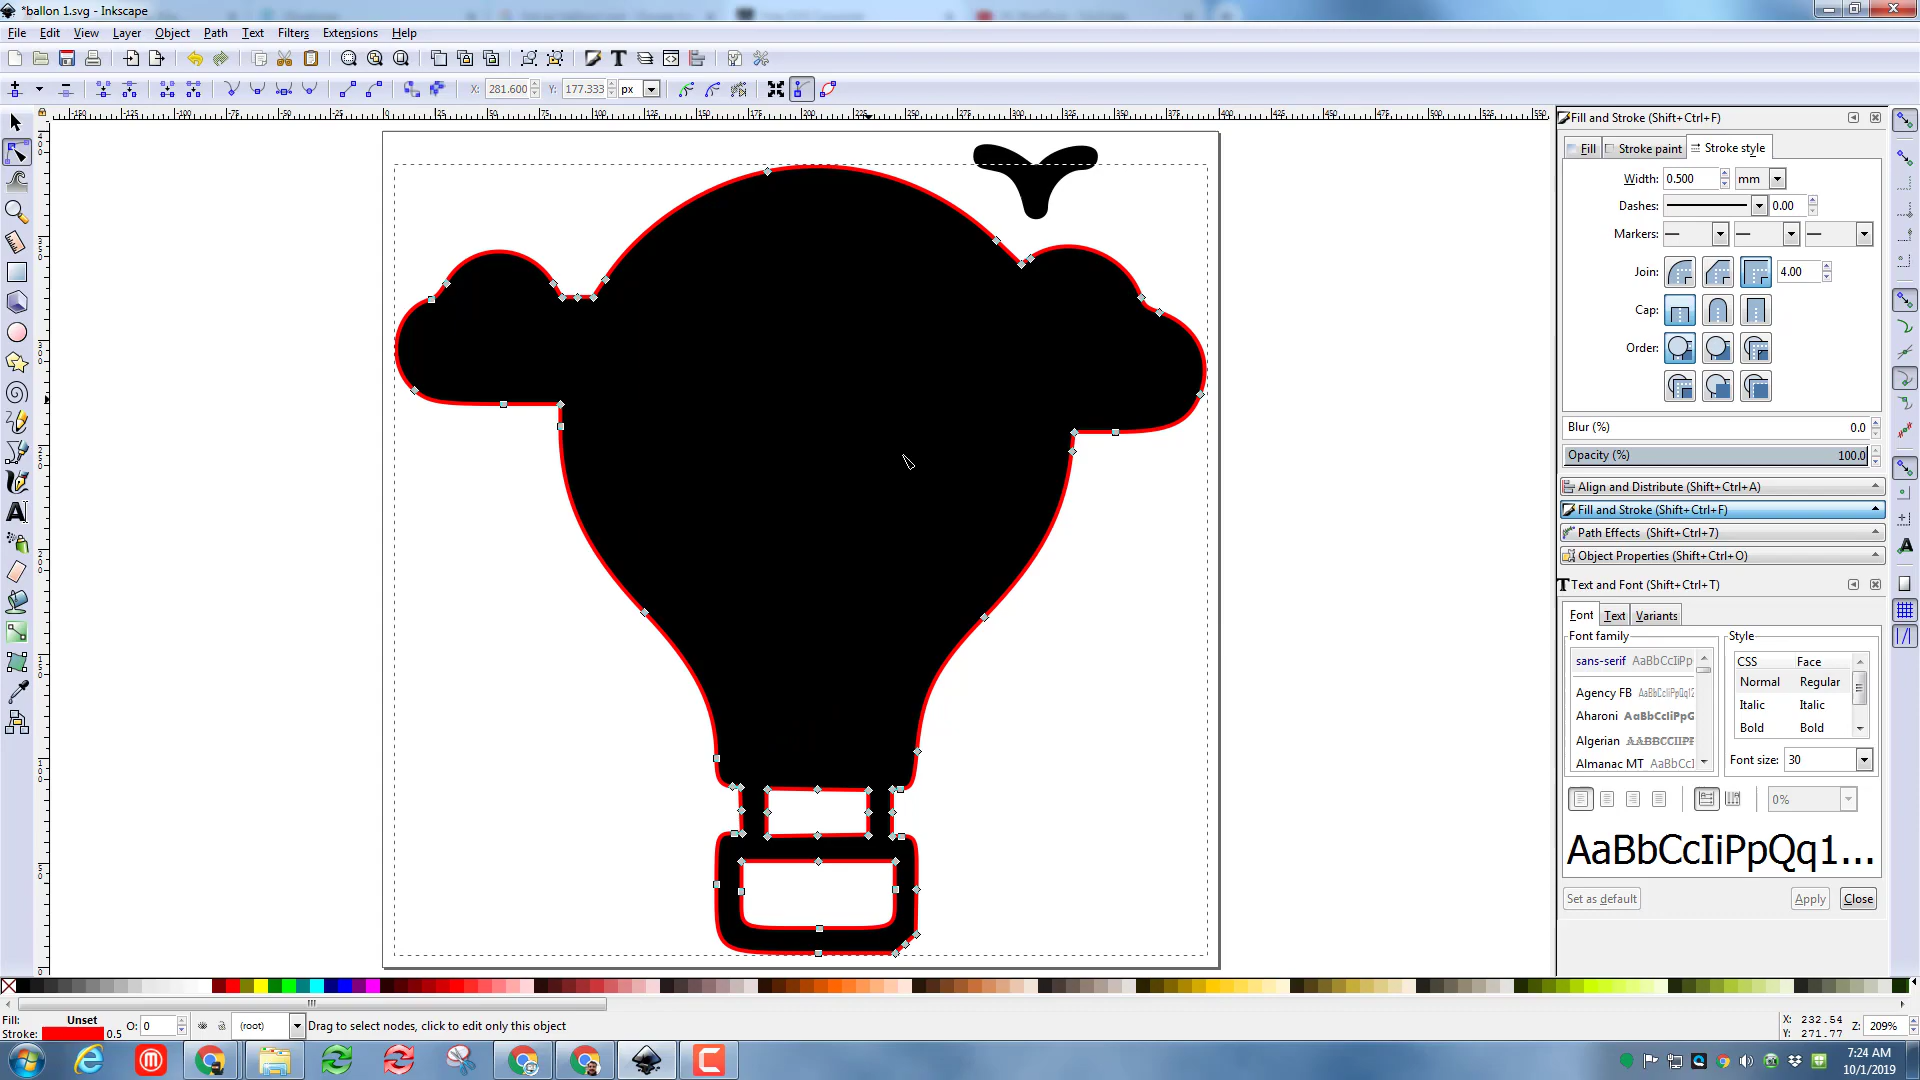 *ballon 1.svg - Inkscape
File Edit View Layer Object Path Text Filters Extensions Help
X: 281.600 Y: 177.333 px
Fill and Stroke (Shift+Ctrl+F)
Fill Stroke paint Stroke style
Width: 0.500 mm
Dashes: 0.00
Markers:
Join: 4.00
Cap:
Order:
Blur (%) 0.0
Opacity (%) 100.0
Align and Distribute (Shift+Ctrl+A)
Fill and Stroke (Shift+Ctrl+F)
Path Effects (Shift+Ctrl+7)
Object Properties (Shift+Ctrl+O)
Text and Font (Shift+Ctrl+T)
Font Text Variants
Font family Style
sans-serif AaBbCcIiPp CSS Face
Agency FB AaBbCcIiPpQq12 Normal Regular
Aharoni AaBbCcIiPpQ Italic Italic
Algerian AABBCCIIPP Bold Bold
Almanac MT AaBbCcI Font size: 30
0%
AaBbCcIiPpQq1...
Set as default Apply Close
Fill: Unset O: 0 (root) Drag to select nodes, click to edit only this object
Stroke: 0.5
X: 232.54 Z: 209%
Y: 271.77
7:24 AM
10/1/2019